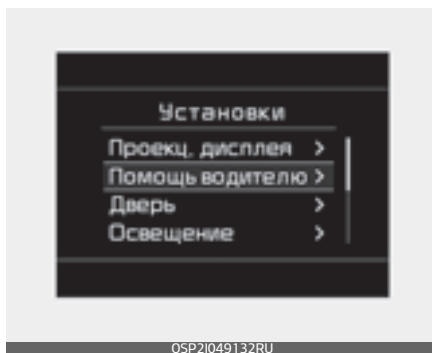 Установки
Проекц. дисплея >
Помощь водителю >
Дверь >
Освещение >
OSP2I049132RU